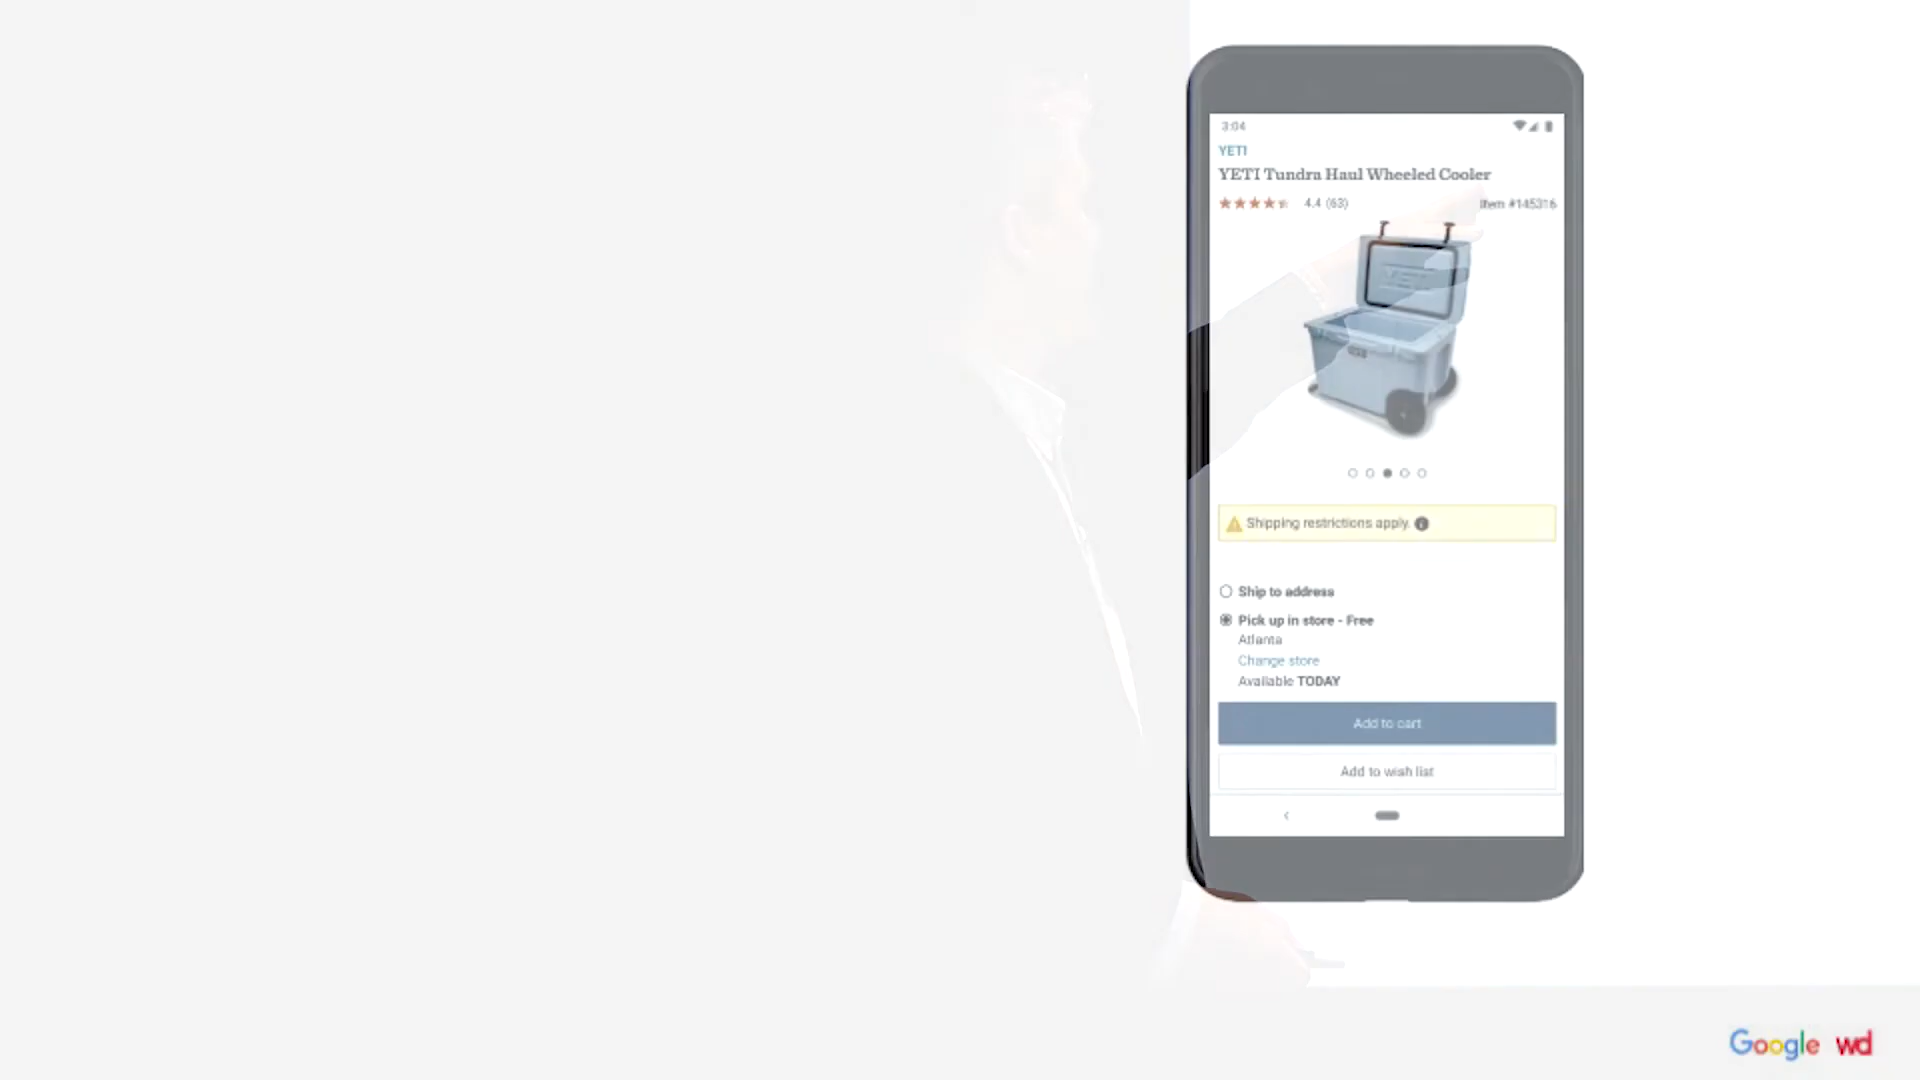 3:04
YETI
YETI Tundra Haul Wheeled Cooler
4.4 (63)
Item #145316
YETI
Shipping restrictions apply.
Ship to address
Pick up in store - Free
Atlanta
Change store
Available TODAY
Add to cart
Add to wish list
Google wd